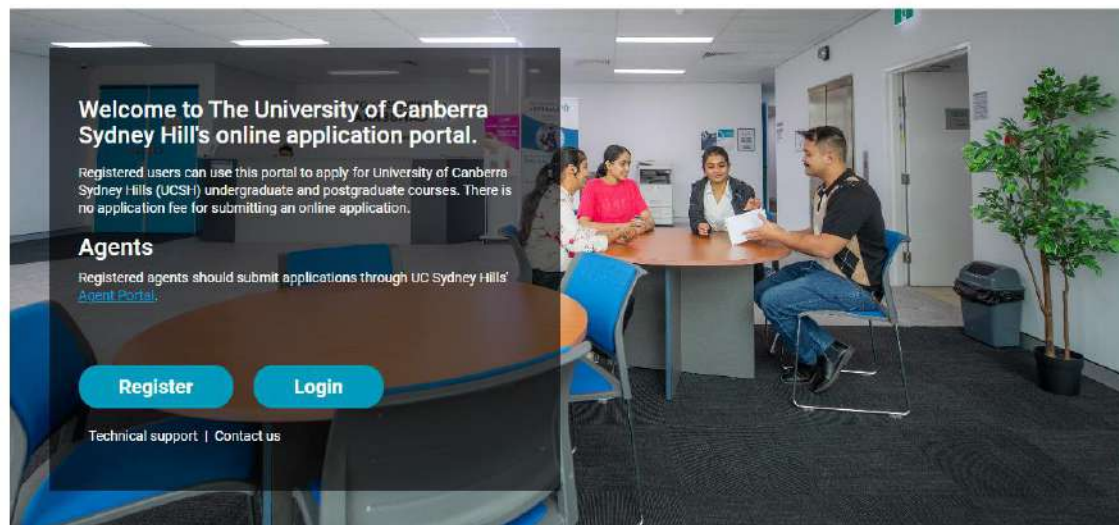 Welcome to The University of Canberra
Sydney Hill's online application portal.
Registered users can use this portal to apply for University of Canberra
Sydney Hills (UCSH) undergraduate and postgraduate courses. There is
no application fee for submitting an online application.
Agents
Registered agents should submit applications through UC Sydney Hills'
Agent Portal.
Register Login
Technical support | Contact us